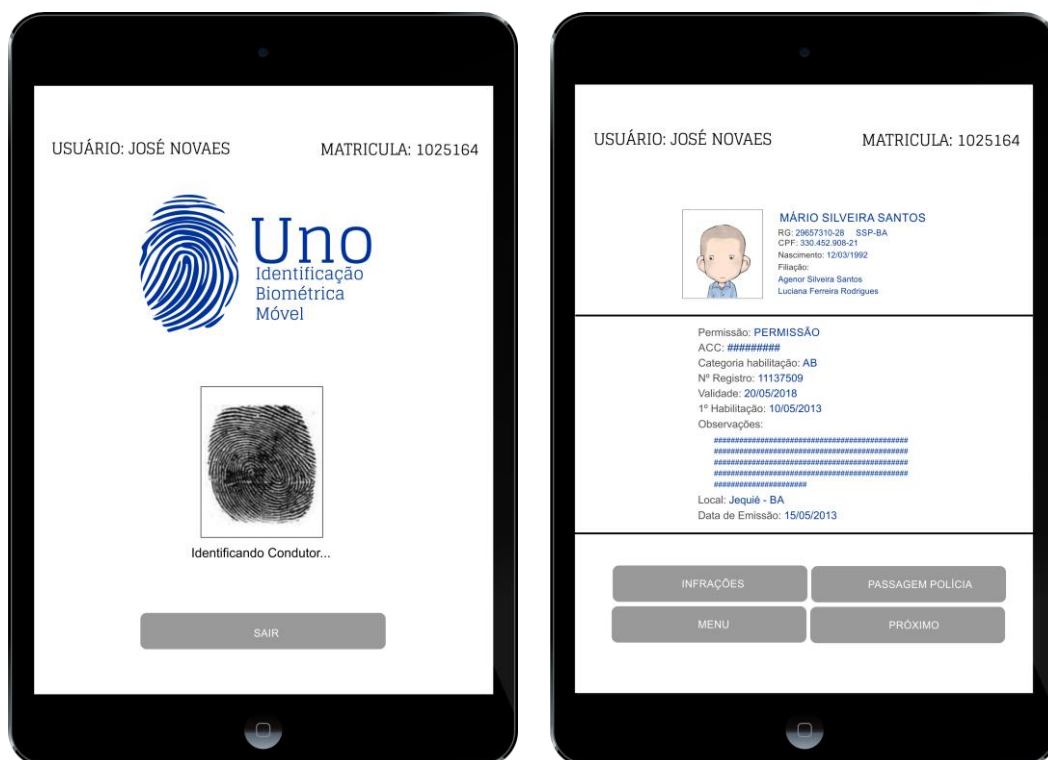 USUÁRIO: JOSÉ NOVAES MATRICULA: 1025164
Uno
Identificação
Biométrica
Móvel
Identificando Condutor...
SAIR
USUÁRIO: JOSÉ NOVAES MATRICULA: 1025164
MÁRIO SILVEIRA SANTOS
RG: 29657310-28 SSP-BA
CPF: 330.452.908-21
Nascimento: 12/03/1992
Filiação:
Agenor Silveira Santos
Luciana Ferreira Rodrigues
Permissão: PERMISSÃO
ACC: #########
Categoria habilitação: AB
Nº Registro: 11137509
Validade: 20/05/2018
1º Habilitação: 10/05/2013
Observações:
##############################################
##############################################
##############################################
##############################################
######################
Local: Jequié - BA
Data de Emissão: 15/05/2013
INFRAÇÕES PASSAGEM POLÍCIA
MENU PRÓXIMO